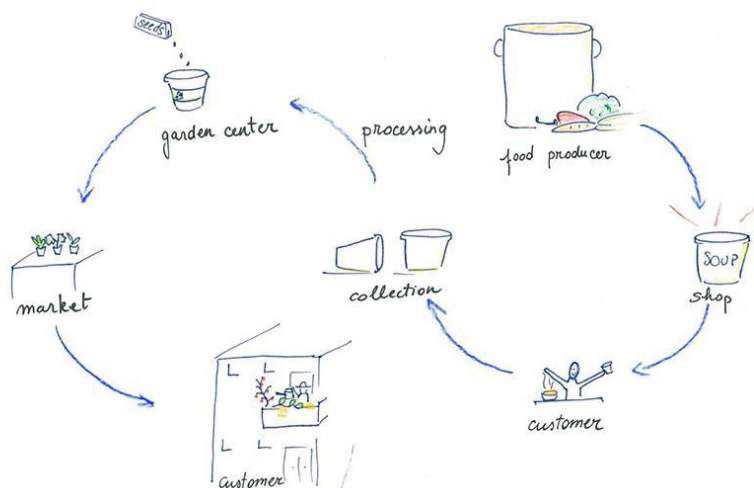 seeds
garden center
processing
food producer
market
collection
SOUP
shop
customer
customer